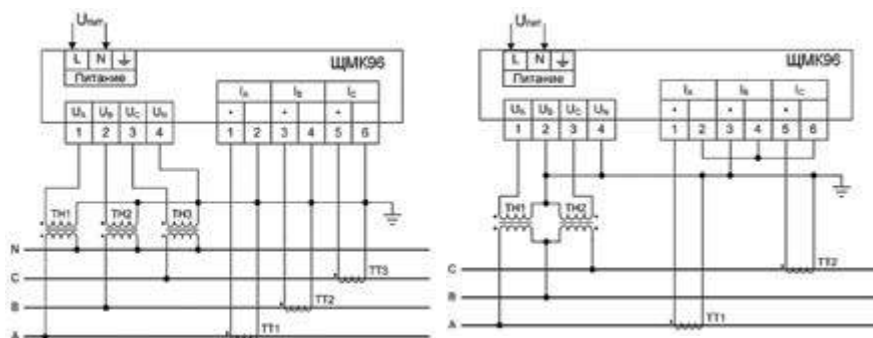 Uпит
L N
Питание
ЩМК96
IA IB IC
UA UB UC UN
* * *
1 2 3 4
1 2 3 4 5 6
ТН1 ТН2 ТН3
N
C
ТТ3
B
ТТ2
A
ТТ1
Uпит
L N
Питание
ЩМК96
IA IB IC
UA UB UC UN
* * *
1 2 3 4
1 2 3 4 5 6
ТН1 ТН2
C
ТТ2
B
A
ТТ1